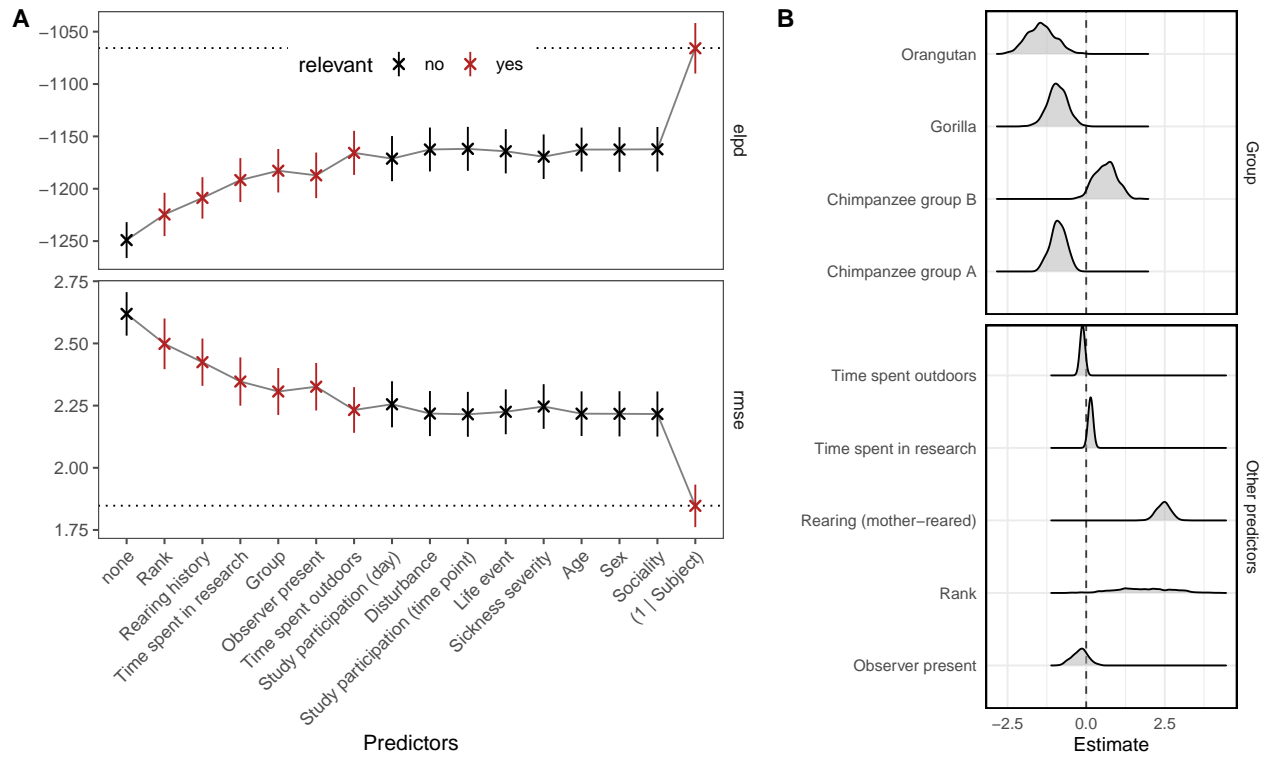 A
−1050
−1100
−1150
−1200
−1250
relevant no yes
elpd
2.75
2.50
2.25
2.00
1.75
rmse
none
Rank
Rearing history
Time spent in research
Group
Observer present
Time spent outdoors
Study participation (day)
Disturbance
Study participation (time point)
Life event
Sickness severity
Age
Sex
Sociality
(1 | Subject)
Predictors
B
Orangutan
Gorilla
Chimpanzee group B
Chimpanzee group A
Group
Time spent outdoors
Time spent in research
Rearing (mother−reared)
Rank
Observer present
Other predictors
−2.5 0.0 2.5
Estimate